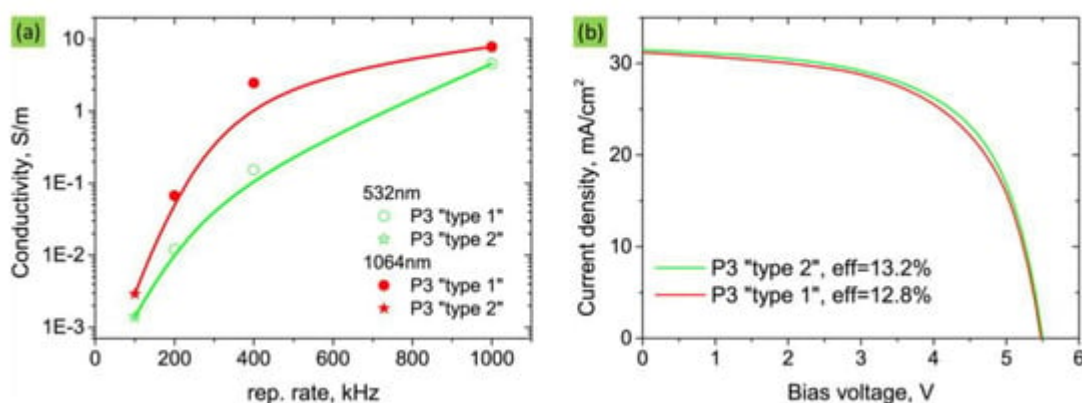 (a)
10
1
1E-1
1E-2
1E-3
Conductivity, S/m
0 200 400 600 800 1000
rep. rate, kHz
532nm
P3 "type 1"
P3 "type 2"
1064nm
P3 "type 1"
P3 "type 2"
(b)
30
20
10
0
Current density, mA/cm²
0 1 2 3 4 5 6
Bias voltage, V
P3 "type 2", eff=13.2%
P3 "type 1", eff=12.8%